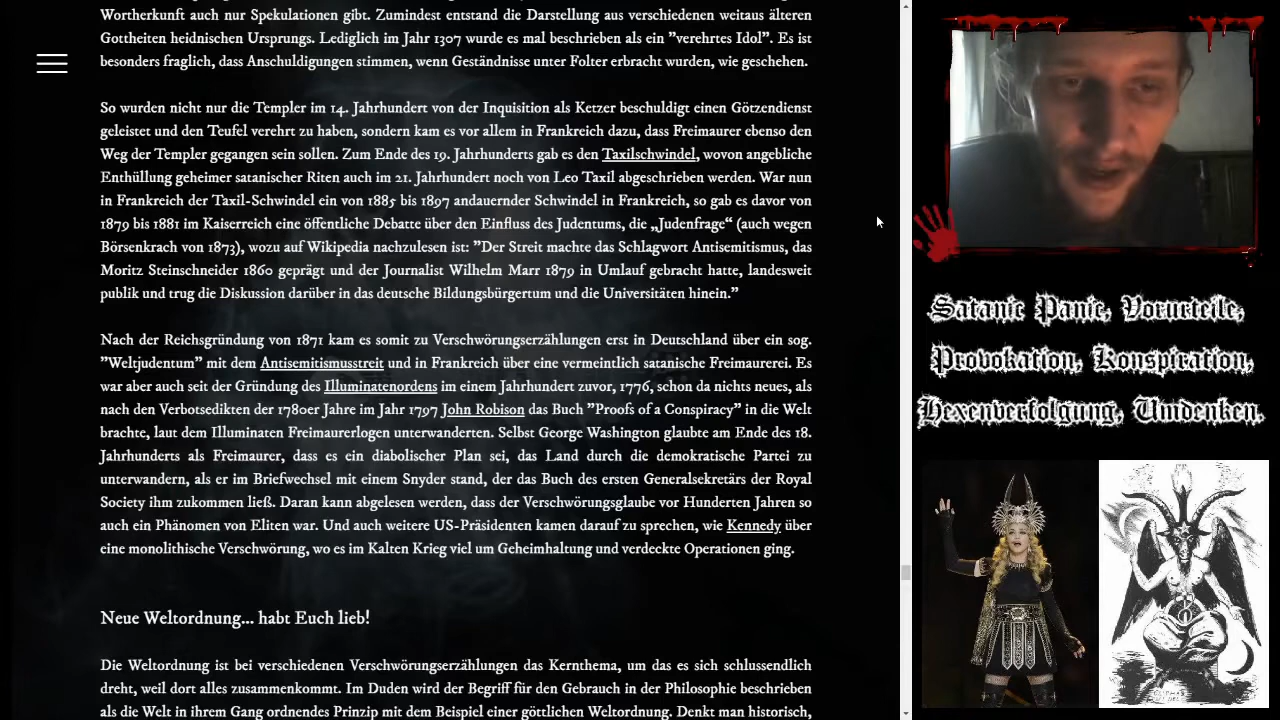 Wortherkunft auch nur Spekulationen gibt. Zumindest entstand die Darstellung aus verschiedenen weitaus älteren
Gottheiten heidnischen Ursprungs. Lediglich im Jahr 1307 wurde es mal beschrieben als ein "verehrtes Idol". Es ist
besonders fraglich, dass Anschuldigungen stimmen, wenn Geständnisse unter Folter erbracht wurden, wie geschehen.
So wurden nicht nur die Templer im 14. Jahrhundert von der Inquisition als Ketzer beschuldigt einen Götzendienst
geleistet und den Teufel verehrt zu haben, sondern kam es vor allem in Frankreich dazu, dass Freimaurer ebenso den
Weg der Templer gegangen sein sollen. Zum Ende des 19. Jahrhunderts gab es den Taxilschwindel, wovon angebliche
Enthüllung geheimer satanischer Riten auch im 21. Jahrhundert noch von Leo Taxil abgeschrieben werden. War nun
in Frankreich der Taxil-Schwindel ein von 1885 bis 1897 andauernder Schwindel in Frankreich, so gab es davor von
1879 bis 1881 im Kaiserreich eine öffentliche Debatte über den Einfluss des Judentums, die „Judenfrage“ (auch wegen
Börsenkrach von 1873), wozu auf Wikipedia nachzulesen ist: "Der Streit machte das Schlagwort Antisemitismus, das
Moritz Steinschneider 1860 geprägt und der Journalist Wilhelm Marr 1879 in Umlauf gebracht hatte, landesweit
publik und trug die Diskussion darüber in das deutsche Bildungsbürgertum und die Universitäten hinein."
Nach der Reichsgründung von 1871 kam es somit zu Verschwörungserzählungen erst in Deutschland über ein sog.
"Weltjudentum" mit dem Antisemitismusstreit und in Frankreich über eine vermeintlich satanische Freimaurerei. Es
war aber auch seit der Gründung des Illuminatenordens im einem Jahrhundert zuvor, 1776, schon da nichts neues, als
nach den Verbotsedikten der 1780er Jahre im Jahr 1797 John Robison das Buch "Proofs of a Conspiracy" in die Welt
brachte, laut dem Illuminaten Freimaurerlogen unterwanderten. Selbst George Washington glaubte am Ende des 18.
Jahrhunderts als Freimaurer, dass es ein diabolischer Plan sei, das Land durch die demokratische Partei zu
unterwandern, als er im Briefwechsel mit einem Snyder stand, der das Buch des ersten Generalsekretärs der Royal
Society ihm zukommen ließ. Daran kann abgelesen werden, dass der Verschwörungsglaube vor Hunderten Jahren so
auch ein Phänomen von Eliten war. Und auch weitere US-Präsidenten kamen darauf zu sprechen, wie Kennedy über
eine monolithische Verschwörung, wo es im Kalten Krieg viel um Geheimhaltung und verdeckte Operationen ging.
Neue Weltordnung... habt Euch lieb!
Die Weltordnung ist bei verschiedenen Verschwörungserzählungen das Kernthema, um das es sich schlussendlich
dreht, weil dort alles zusammenkommt. Im Duden wird der Begriff für den Gebrauch in der Philosophie beschrieben
als die Welt in ihrem Gang ordnendes Prinzip mit dem Beispiel einer göttlichen Weltordnung. Denkt man historisch,
Satanic Panic, Vorurteile,
Provokation, Konspiration,
Hexenverfolgung, Umdenken.